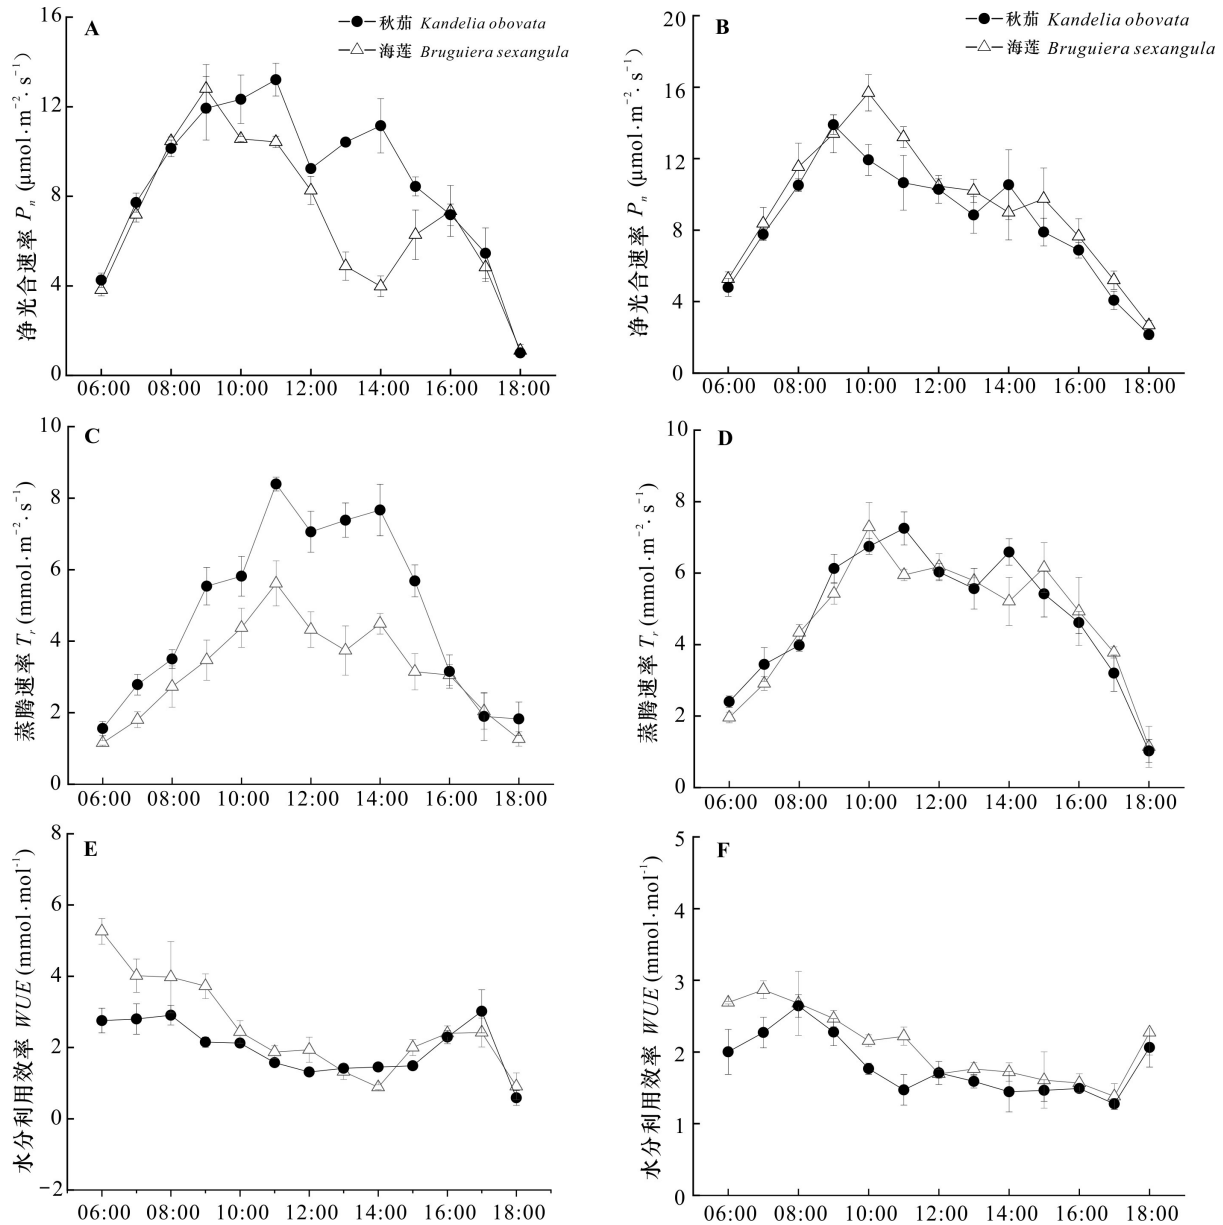 A
秋茄 Kandelia obovata
海莲 Bruguiera sexangula
净光合速率 Pn (μmol·m⁻²·s⁻¹)
16
12
8
4
0
06:00 08:00 10:00 12:00 14:00 16:00 18:00
B
秋茄 Kandelia obovata
海莲 Bruguiera sexangula
净光合速率 Pn (μmol·m⁻²·s⁻¹)
20
16
12
8
4
0
06:00 08:00 10:00 12:00 14:00 16:00 18:00
C
蒸腾速率 Tr (mmol·m⁻²·s⁻¹)
10
8
6
4
2
0
06:00 08:00 10:00 12:00 14:00 16:00 18:00
D
蒸腾速率 Tr (mmol·m⁻²·s⁻¹)
10
8
6
4
2
0
06:00 08:00 10:00 12:00 14:00 16:00 18:00
E
水分利用效率 WUE (mmol·mol⁻¹)
8
6
4
2
0
−2
06:00 08:00 10:00 12:00 14:00 16:00 18:00
F
水分利用效率 WUE (mmol·mol⁻¹)
5
4
3
2
1
0
06:00 08:00 10:00 12:00 14:00 16:00 18:00